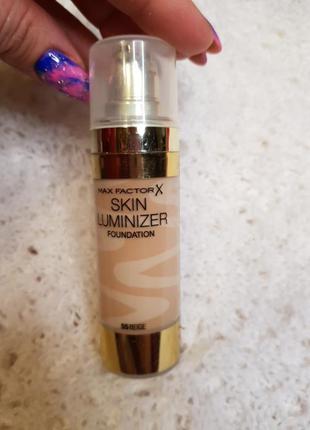 MAX FACTOR X
SKIN
LUMINIZER
FOUNDATION
55 BEIGE